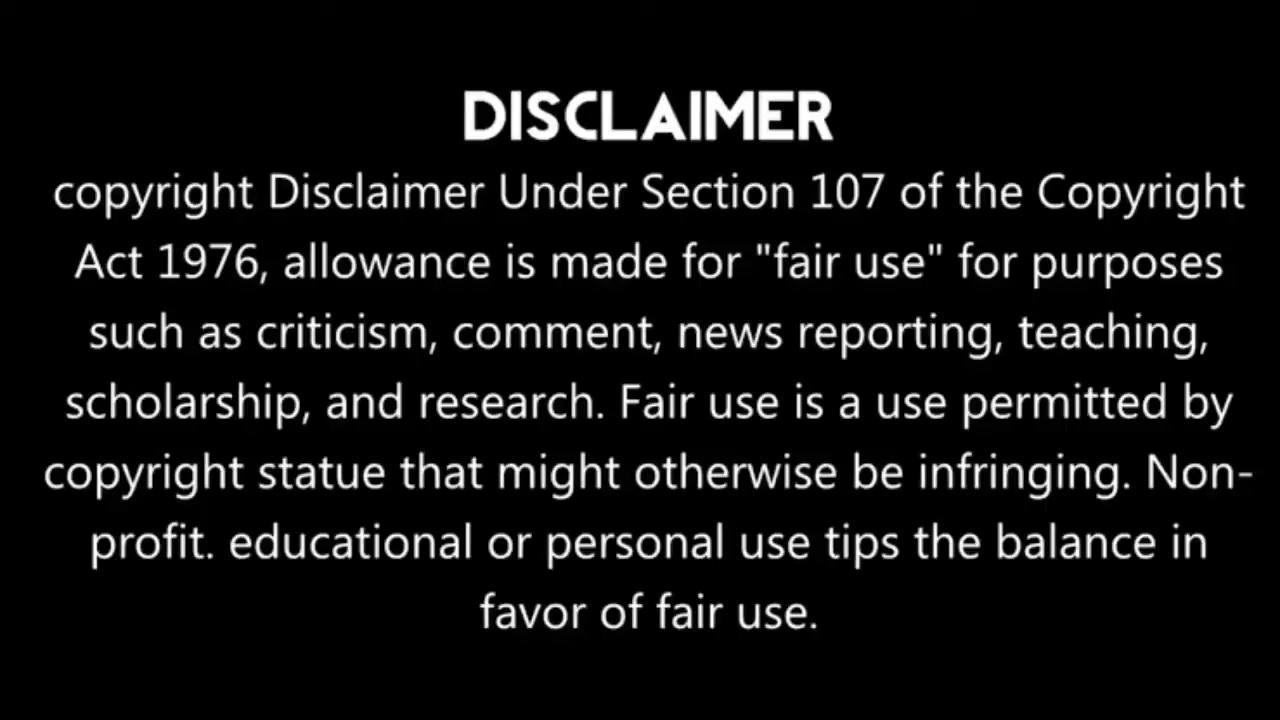 DISCLAIMER
copyright Disclaimer Under Section 107 of the Copyright
Act 1976, allowance is made for "fair use" for purposes
such as criticism, comment, news reporting, teaching,
scholarship, and research. Fair use is a use permitted by
copyright statue that might otherwise be infringing. Non-
profit. educational or personal use tips the balance in
favor of fair use.